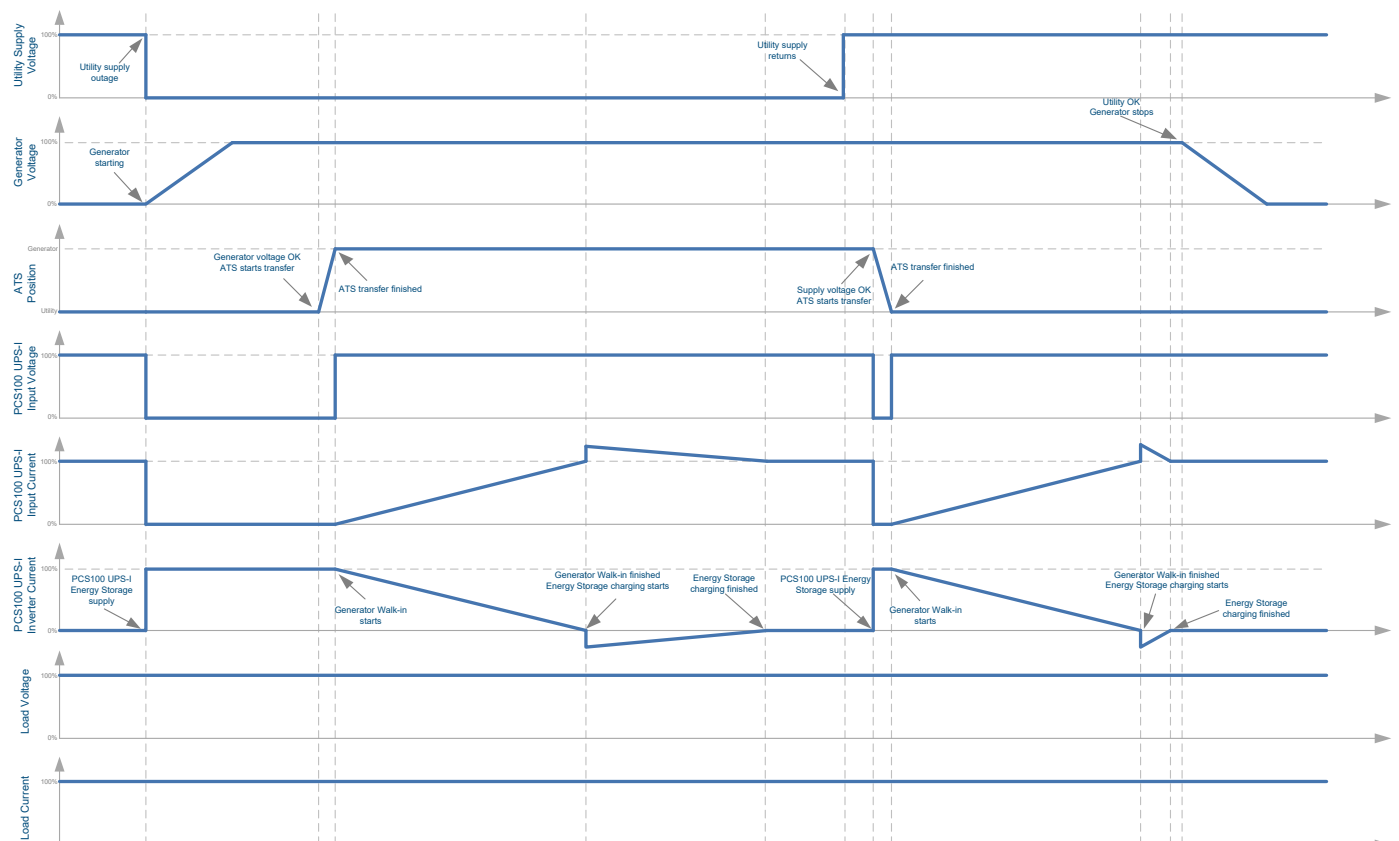 Utility Supply
Voltage
100%
0%
Utility supply
outage
Utility supply
returns
Generator
Voltage
100%
0%
Generator
starting
Utility OK
Generator stops
ATS
Position
Generator
Utility
Generator voltage OK
ATS starts transfer
ATS transfer finished
Supply voltage OK
ATS starts transfer
ATS transfer finished
PCS100 UPS-I
Input Voltage
100%
0%
PCS100 UPS-I
Input Current
100%
0%
PCS100 UPS-I
Inverter Current
100%
0%
PCS100 UPS-I
Energy Storage
supply
Generator Walk-in
starts
Generator Walk-in finished
Energy Storage charging starts
Energy Storage
charging finished
PCS100 UPS-I Energy
Storage supply
Generator Walk-in
starts
Generator Walk-in finished
Energy Storage charging starts
Energy Storage
charging finished
Load Voltage
100%
0%
Load Current
100%